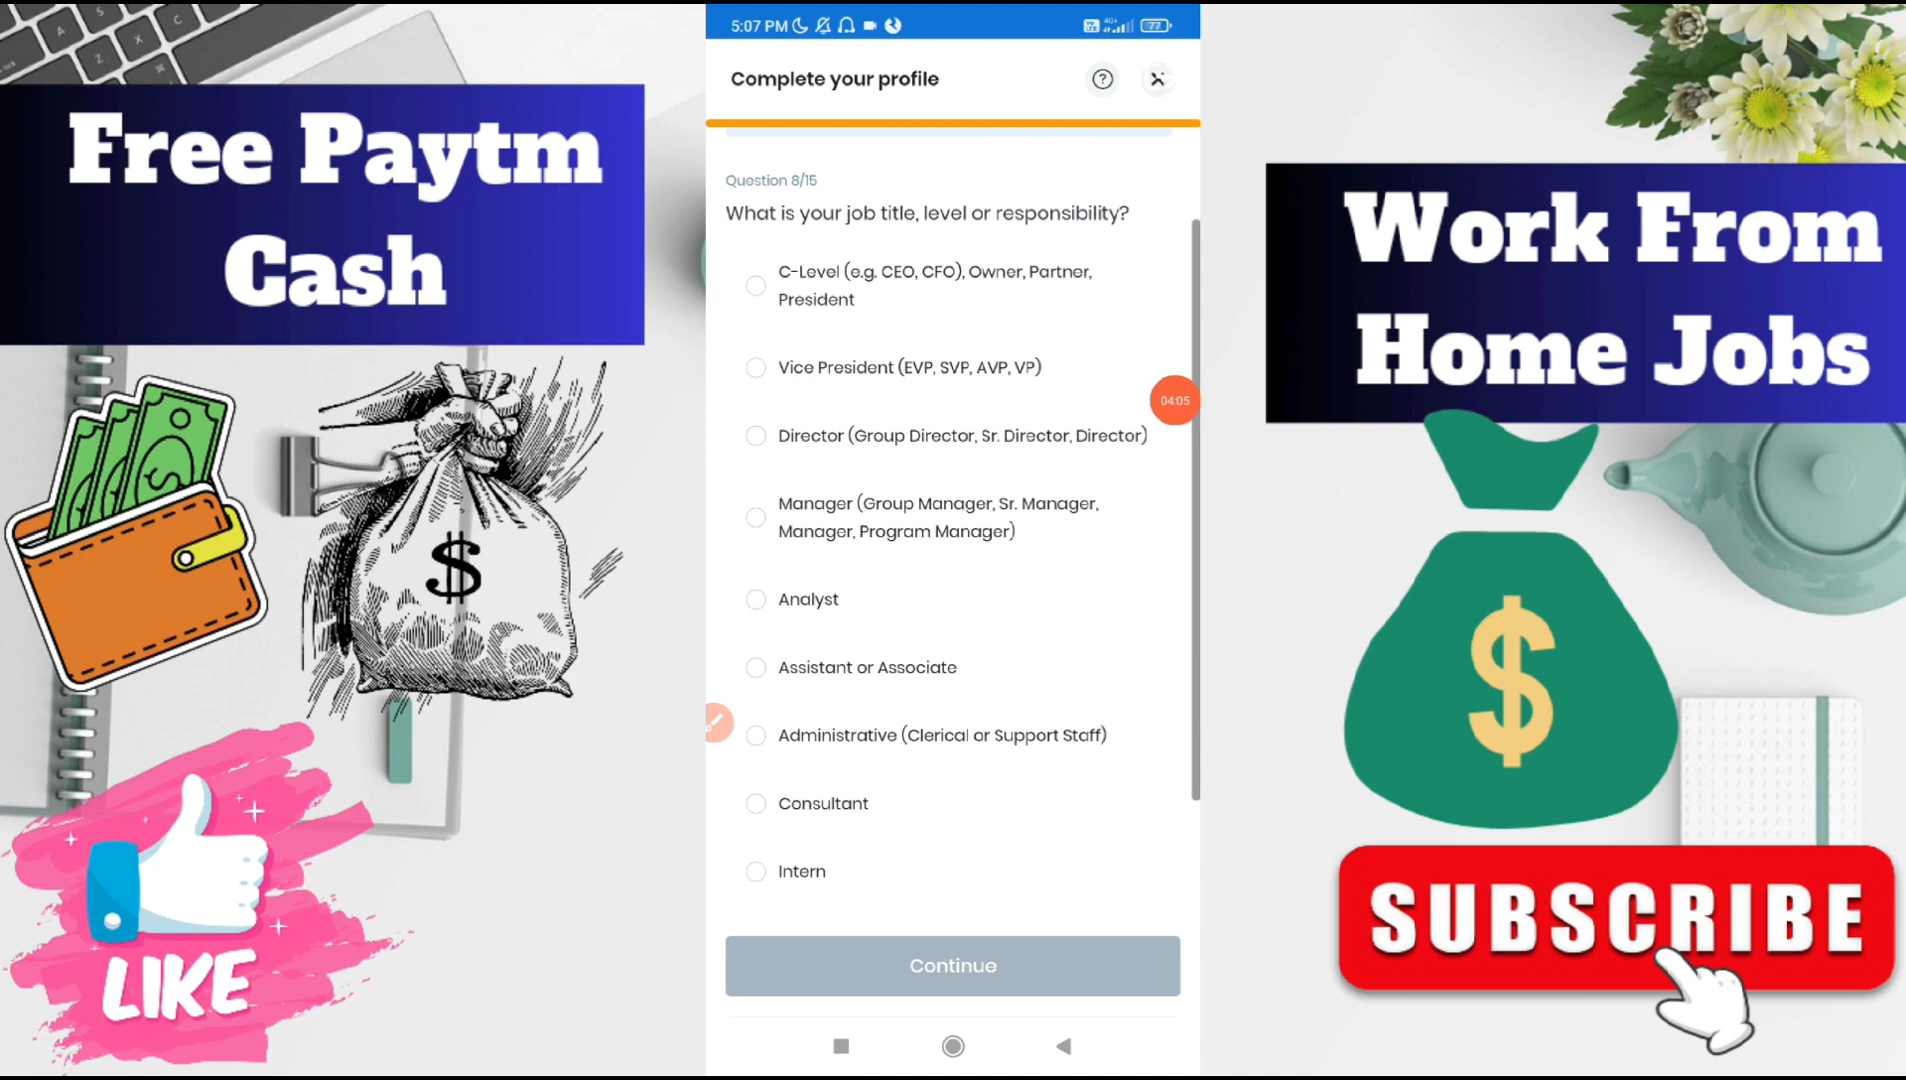 Free Paytm
Cash
LIKE
5:07 PM
4G+
77
Complete your profile
?
Question 8/15
What is your job title, level or responsibility?
C-Level (e.g. CEO, CFO), Owner, Partner,
President
Vice President (EVP, SVP, AVP, VP)
04:05
Director (Group Director, Sr. Director, Director)
Manager (Group Manager, Sr. Manager,
Manager, Program Manager)
Analyst
Assistant or Associate
Administrative (Clerical or Support Staff)
Consultant
Intern
Continue
Work From
Home Jobs
$
$
SUBSCRIBE